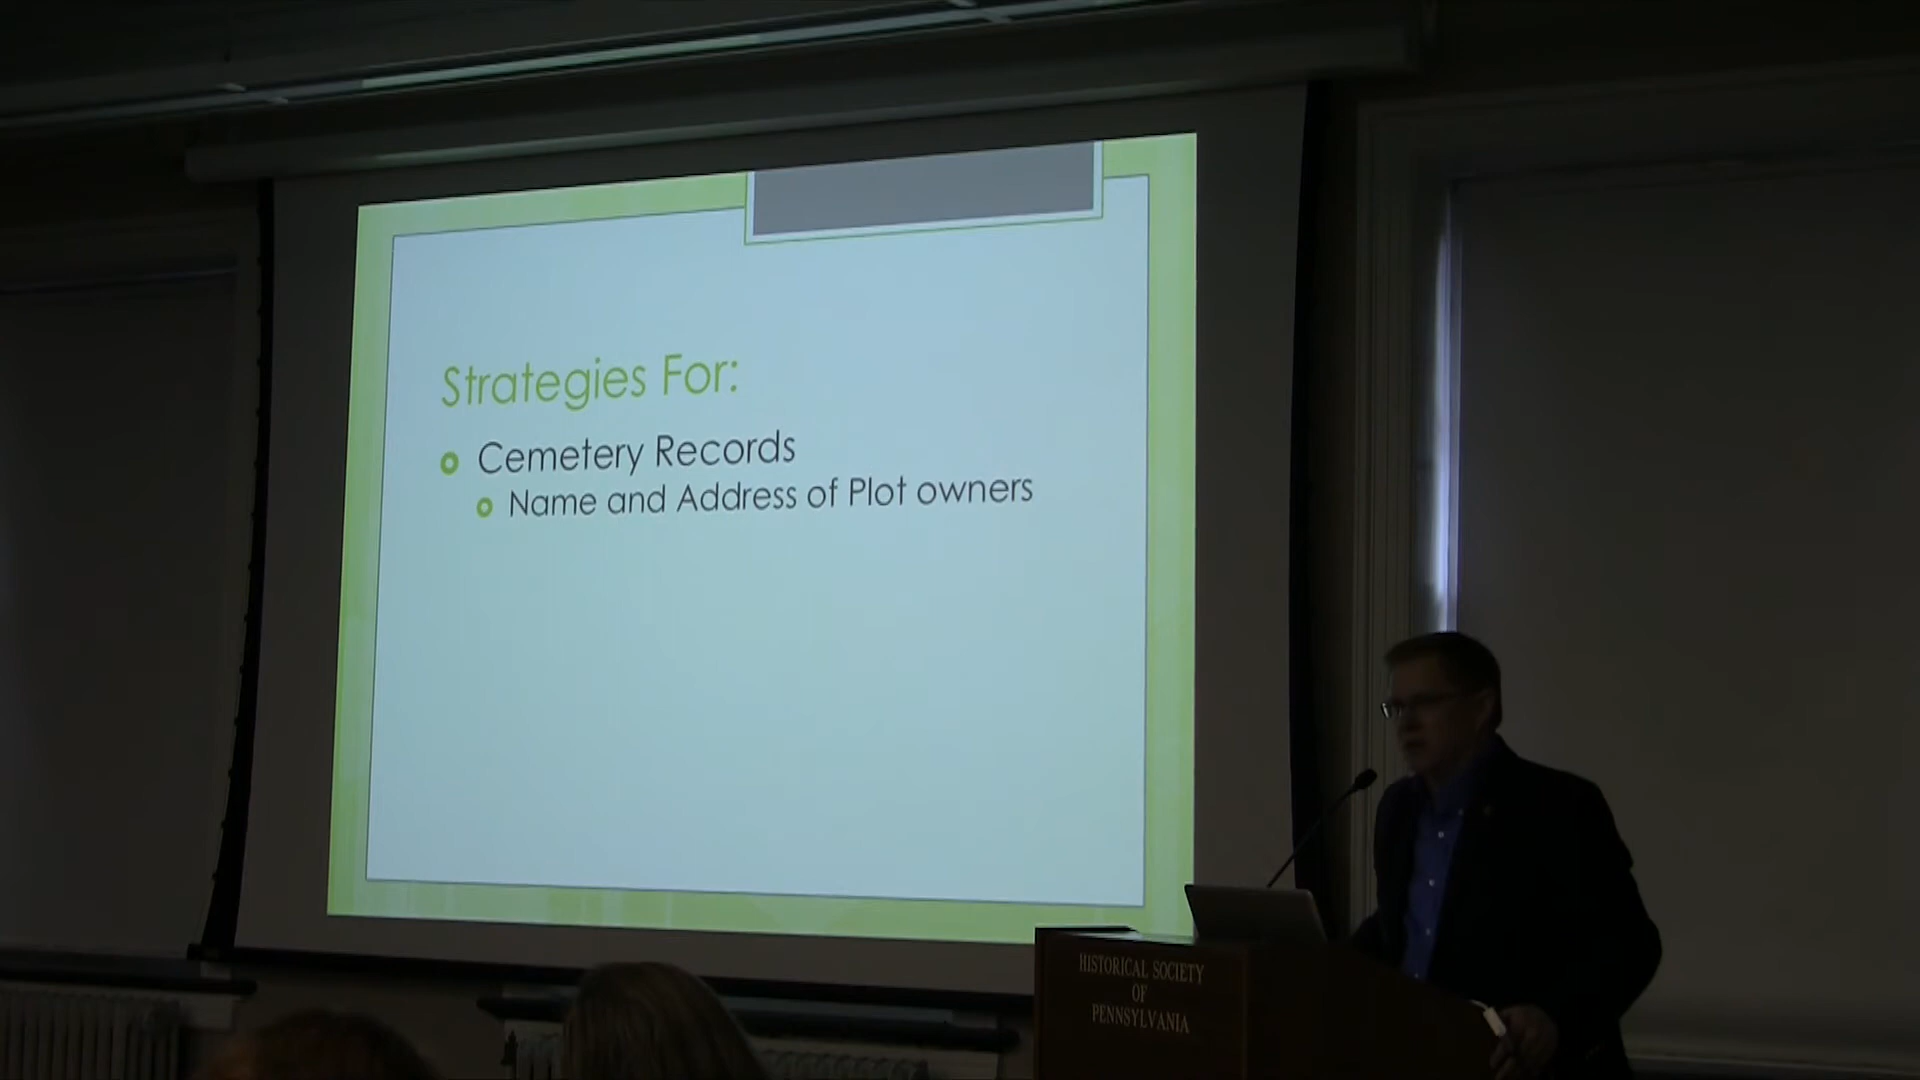 Strategies For:
Cemetery Records
Name and Address of Plot owners
HISTORICAL SOCIETY
OF
PENNSYLVANIA